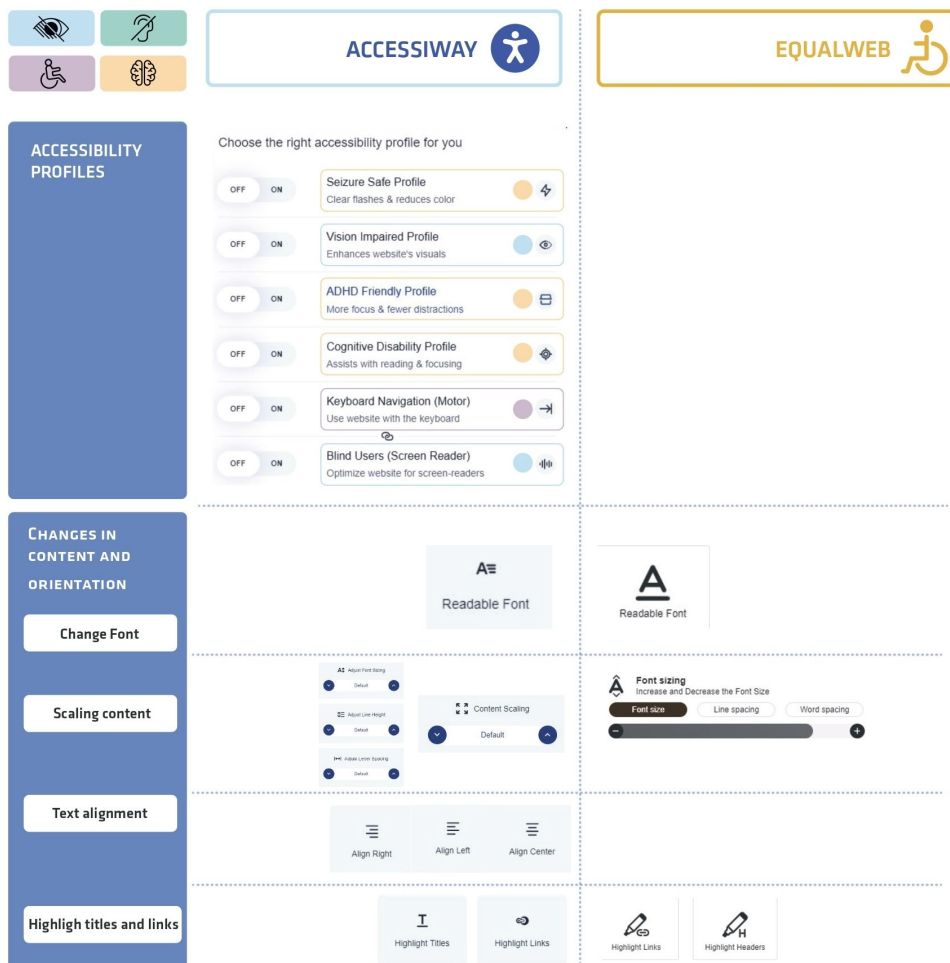 ACCESSIWAY
EQUALWEB
ACCESSIBILITY
PROFILES
Choose the right accessibility profile for you
OFF ON
Seizure Safe Profile
Clear flashes & reduces color
OFF ON
Vision Impaired Profile
Enhances website's visuals
OFF ON
ADHD Friendly Profile
More focus & fewer distractions
OFF ON
Cognitive Disability Profile
Assists with reading & focusing
OFF ON
Keyboard Navigation (Motor)
Use website with the keyboard
OFF ON
Blind Users (Screen Reader)
Optimize website for screen-readers
CHANGES IN
CONTENT AND
ORIENTATION
Change Font
Readable Font
Readable Font
Scaling content
Adjust Font Sizing
Default
Adjust Line Height
Default
Adjust Letter Spacing
Default
Content Scaling
Default
Font sizing
Increase and Decrease the Font Size
Font size Line spacing Word spacing
Text alignment
Align Right Align Left Align Center
Highligh titles and links
Highlight Titles Highlight Links
Highlight Links Highlight Headers